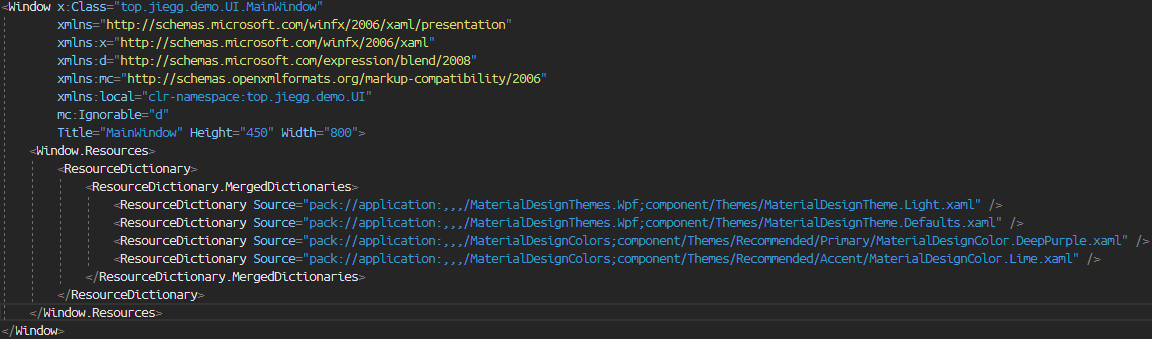 <Window x:Class="top.jiegg.demo.UI.MainWindow"
        xmlns="http://schemas.microsoft.com/winfx/2006/xaml/presentation"
        xmlns:x="http://schemas.microsoft.com/winfx/2006/xaml"
        xmlns:d="http://schemas.microsoft.com/expression/blend/2008"
        xmlns:mc="http://schemas.openxmlformats.org/markup-compatibility/2006"
        xmlns:local="clr-namespace:top.jiegg.demo.UI"
        mc:Ignorable="d"
        Title="MainWindow" Height="450" Width="800">
    <Window.Resources>
        <ResourceDictionary>
            <ResourceDictionary.MergedDictionaries>
                <ResourceDictionary Source="pack://application:,,,/MaterialDesignThemes.Wpf;component/Themes/MaterialDesignTheme.Light.xaml" />
                <ResourceDictionary Source="pack://application:,,,/MaterialDesignThemes.Wpf;component/Themes/MaterialDesignTheme.Defaults.xaml" />
                <ResourceDictionary Source="pack://application:,,,/MaterialDesignColors;component/Themes/Recommended/Primary/MaterialDesignColor.DeepPurple.xaml" />
                <ResourceDictionary Source="pack://application:,,,/MaterialDesignColors;component/Themes/Recommended/Accent/MaterialDesignColor.Lime.xaml" />
            </ResourceDictionary.MergedDictionaries>
        </ResourceDictionary>
    </Window.Resources>
</Window>